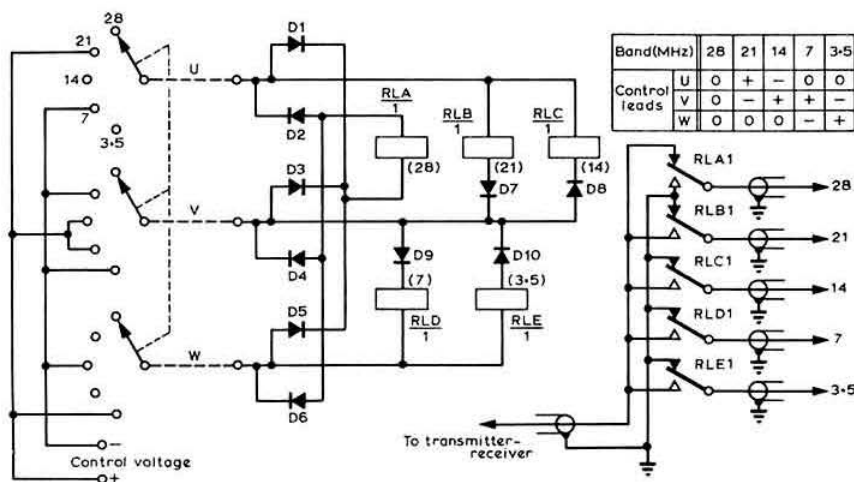 28
21
14
7
3·5
U
V
W
D1
D2
D3
D4
D5
D6
RLA
1
(28)
RLB
1
(21)
D7
RLC
1
(14)
D8
D9
(7)
RLD
1
D10
(3·5)
RLE
1
Control voltage
−
+
Band(MHz) 28 21 14 7 3·5
Control leads
U O + − O O
V O − + + −
W O O O − +
RLA1
28
RLB1
21
RLC1
14
RLD1
7
RLE1
3·5
To transmitter-
receiver